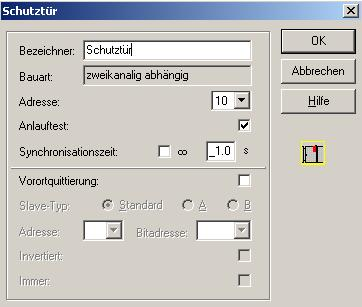 Schutztür
Bezeichner: Schutztür OK
Bauart: zweikanalig abhängig Abbrechen
Adresse: 10 Hilfe
Anlauftest:
Synchronisationszeit: ∞ _1.0 s
Vorortquittierung:
Slave-Typ: Standard A B
Adresse: Bitadresse:
Invertiert:
Immer: